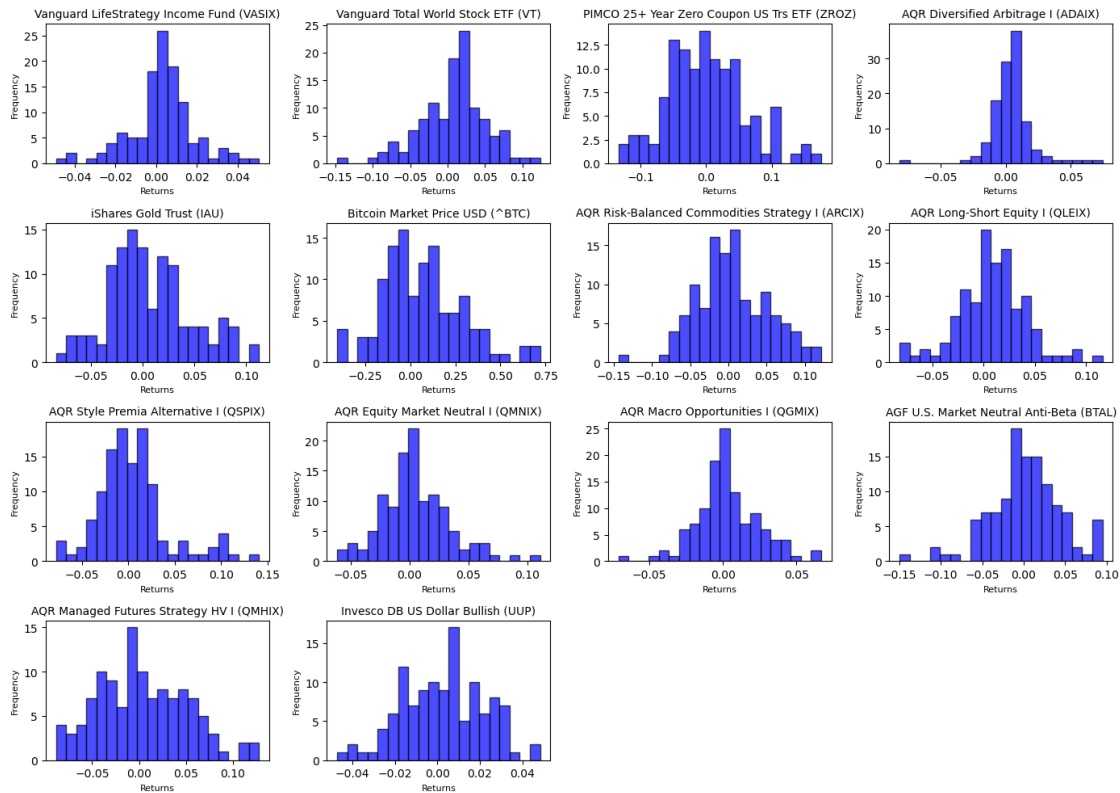 Vanguard LifeStrategy Income Fund (VASIX)
Frequency
25
20
15
10
5
0
−0.04 −0.02 0.00 0.02 0.04
Returns
Vanguard Total World Stock ETF (VT)
Frequency
25
20
15
10
5
0
−0.15 −0.10 −0.05 0.00 0.05 0.10
Returns
PIMCO 25+ Year Zero Coupon US Trs ETF (ZROZ)
Frequency
12.5
10.0
7.5
5.0
2.5
0.0
−0.1 0.0 0.1
Returns
AQR Diversified Arbitrage I (ADAIX)
Frequency
30
20
10
0
−0.05 0.00 0.05
Returns
iShares Gold Trust (IAU)
Frequency
15
10
5
0
−0.05 0.00 0.05 0.10
Returns
Bitcoin Market Price USD (^BTC)
Frequency
15
10
5
0
−0.25 0.00 0.25 0.50 0.75
Returns
AQR Risk-Balanced Commodities Strategy I (ARCIX)
Frequency
15
10
5
0
−0.15 −0.10 −0.05 0.00 0.05 0.10
Returns
AQR Long-Short Equity I (QLEIX)
Frequency
20
15
10
5
0
−0.05 0.00 0.05 0.10
Returns
AQR Style Premia Alternative I (QSPIX)
Frequency
15
10
5
0
−0.05 0.00 0.05 0.10 0.15
Returns
AQR Equity Market Neutral I (QMNIX)
Frequency
20
15
10
5
0
−0.05 0.00 0.05 0.10
Returns
AQR Macro Opportunities I (QGMIX)
Frequency
25
20
15
10
5
0
−0.05 0.00 0.05
Returns
AGF U.S. Market Neutral Anti-Beta (BTAL)
Frequency
15
10
5
0
−0.15 −0.10 −0.05 0.00 0.05 0.10
Returns
AQR Managed Futures Strategy HV I (QMHIX)
Frequency
15
10
5
0
−0.05 0.00 0.05 0.10
Returns
Invesco DB US Dollar Bullish (UUP)
Frequency
15
10
5
0
−0.04 −0.02 0.00 0.02 0.04
Returns